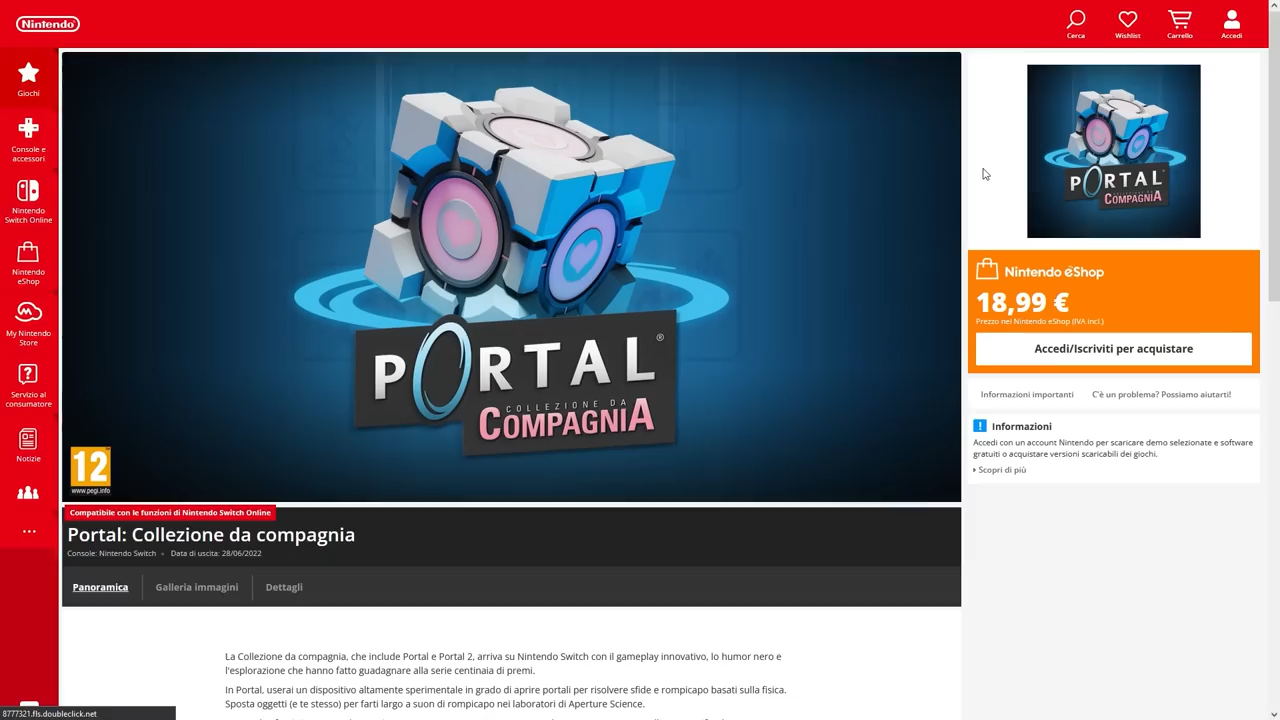 Nintendo
Cerca
Wishlist
Carrello
Accedi
Giochi
Console e
accessori
Nintendo
Switch Online
Nintendo
eShop
My Nintendo
Store
Servizio al
consumatore
Notizie
...
PORTAL®
COLLEZIONE DA
COMPAGNIA
12
www.pegi.info
Compatibile con le funzioni di Nintendo Switch Online
Portal: Collezione da compagnia
Console: Nintendo Switch • Data di uscita: 28/06/2022
Panoramica
Galleria immagini
Dettagli
La Collezione da compagnia, che include Portal e Portal 2, arriva su Nintendo Switch con il gameplay innovativo, lo humor nero e
l'esplorazione che hanno fatto guadagnare alla serie centinaia di premi.
In Portal, userai un dispositivo altamente sperimentale in grado di aprire portali per risolvere sfide e rompicapo basati sulla fisica.
Sposta oggetti (e te stesso) per farti largo a suon di rompicapo nei laboratori di Aperture Science.
PORTAL
COMPAGNIA
Nintendo eShop
18,99 €
Prezzo nel Nintendo eShop (IVA incl.)
Accedi/Iscriviti per acquistare
Informazioni importanti
C'è un problema? Possiamo aiutarti!
! Informazioni
Accedi con un account Nintendo per scaricare demo selezionate e software
gratuiti o acquistare versioni scaricabili dei giochi.
Scopri di più
8777321.fls.doubleclick.net